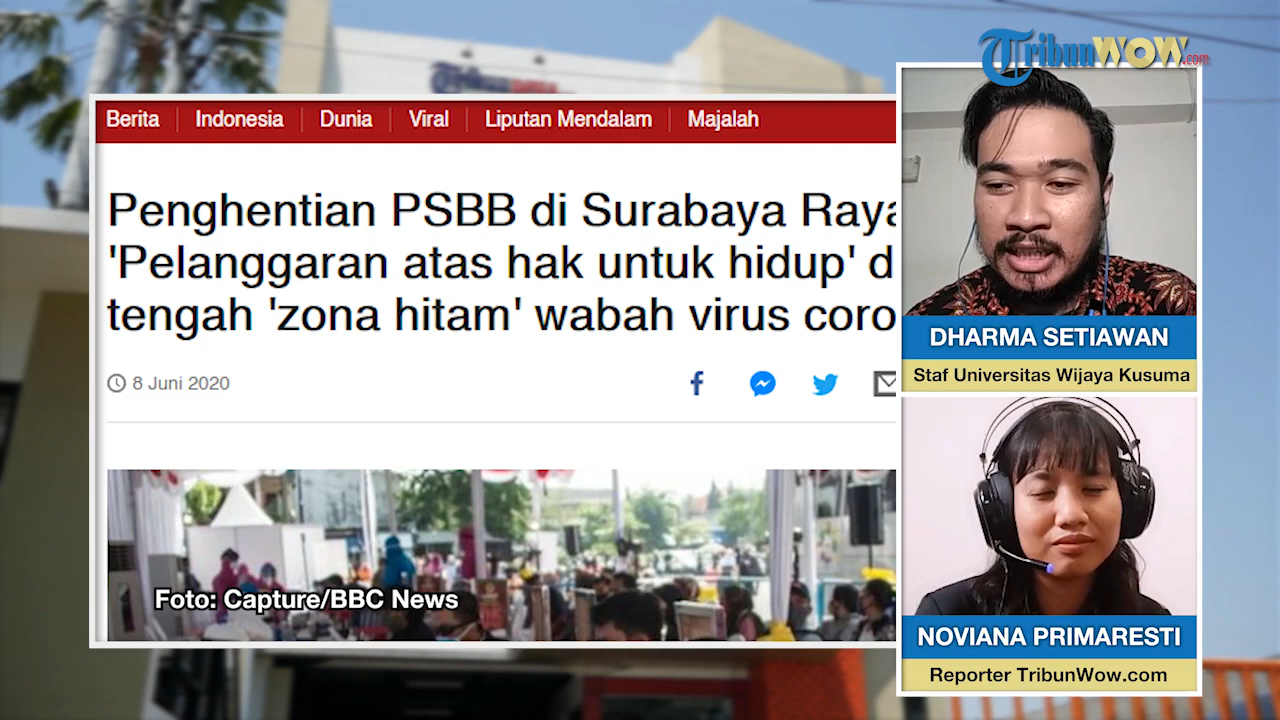 TribunWOW.com
Berita
Indonesia
Dunia
Viral
Liputan Mendalam
Majalah
Penghentian PSBB di Surabaya Raya
'Pelanggaran atas hak untuk hidup' d
tengah 'zona hitam' wabah virus coro
8 Juni 2020
Foto: Capture/BBC News
DHARMA SETIAWAN
Staf Universitas Wijaya Kusuma
NOVIANA PRIMARESTI
Reporter TribunWow.com